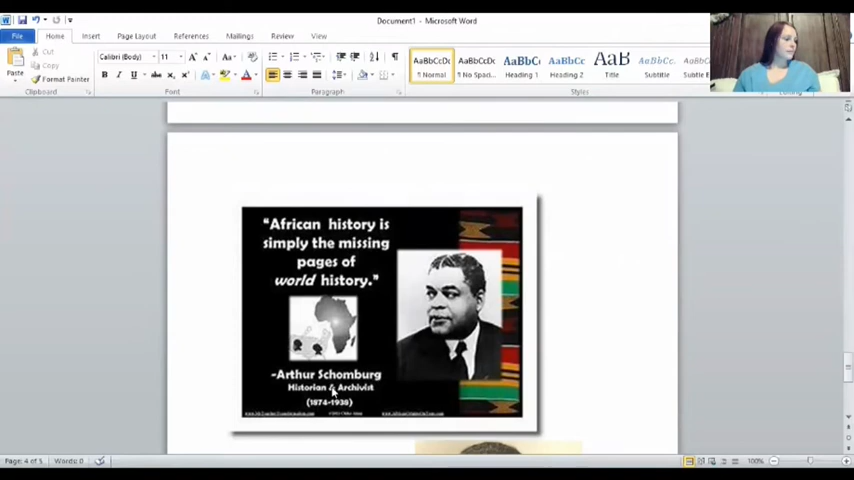 Document1 - Microsoft Word
File Home Insert Page Layout References Mailings Review View
Cut
Copy
Format Painter
Paste
Clipboard
Calibri (Body) 11
Font
Paragraph
AaBbCcDc AaBbCcDc AaBbCc AaBbCc AaB AaBbCc.
¶ Normal ¶ No Spaci... Heading 1 Heading 2 Title Subtitle
Styles
"African history is
simply the missing
pages of
world history."
-Arthur Schomburg
Historian & Archivist
(1874-1938)
Page: 4 of 5 Words: 0 100%